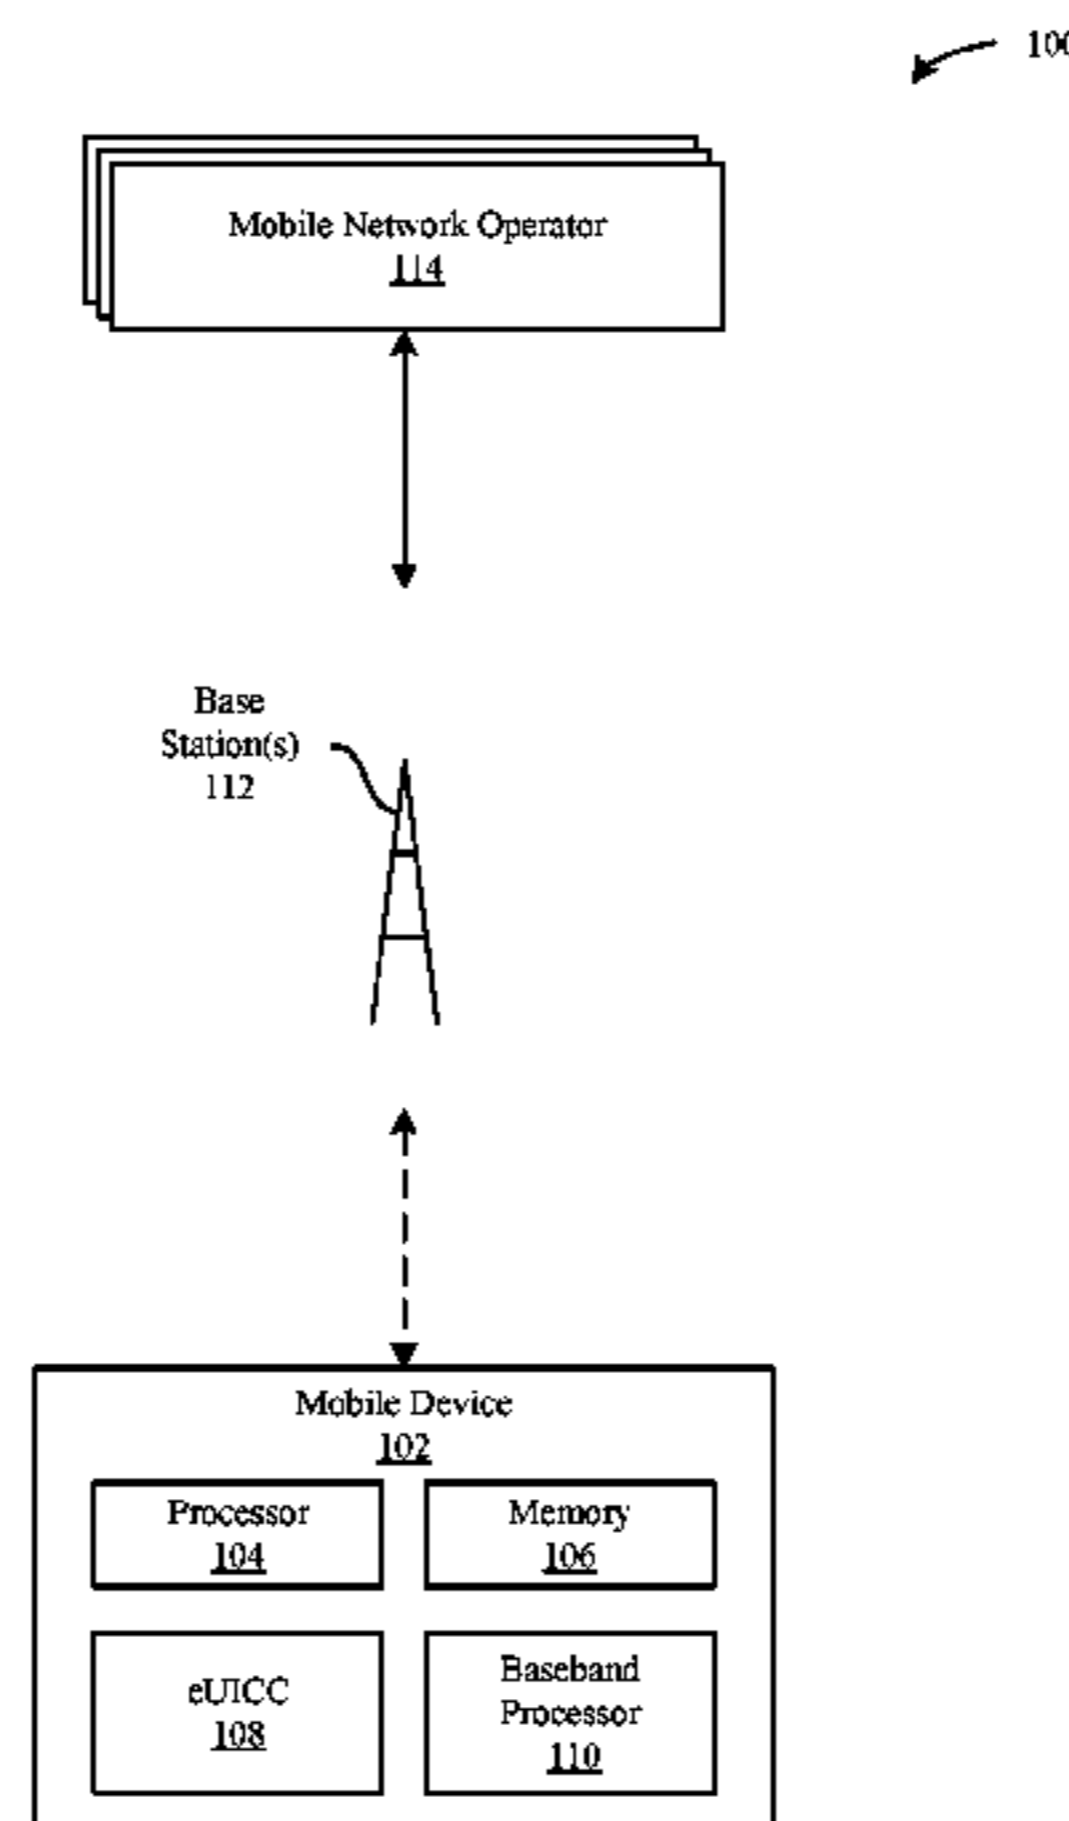 100
Mobile Network Operator
114
Base
Station(s)
112
Mobile Device
102
Processor
104
Memory
106
eUICC
108
Baseband
Processor
110